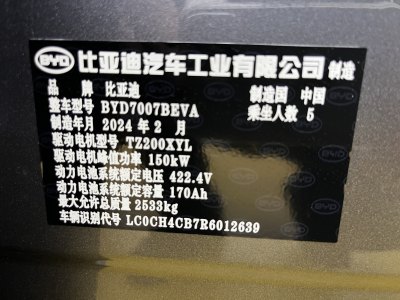 BYD 比亚迪汽车工业有限公司 制造
品 牌 比亚迪 制造国 中国
整车型号 BYD7007BEVA 乘坐人数 5
制造年月 2024 年 2 月
驱动电机型号 TZ200XYL
驱动电机峰值功率 150kW
动力电池系统额定电压 422.4V
动力电池系统额定容量 170Ah
最大允许总质量 2533kg
车辆识别代号 LC0CH4CB7R6012639